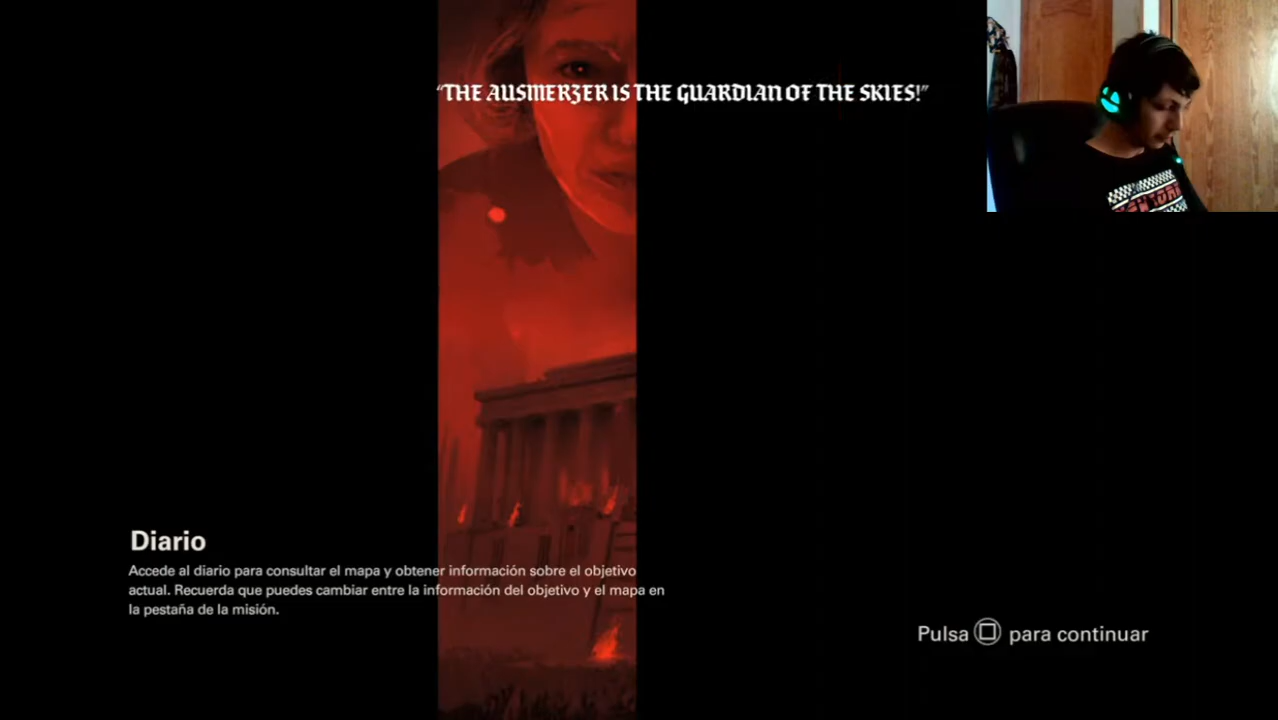 “THE AUSMERZER IS THE GUARDIAN OF THE SKIES!”
Diario
Accede al diario para consultar el mapa y obtener información sobre el objetivo
actual. Recuerda que puedes cambiar entre la información del objetivo y el mapa en
la pestaña de la misión.
Pulsa para continuar